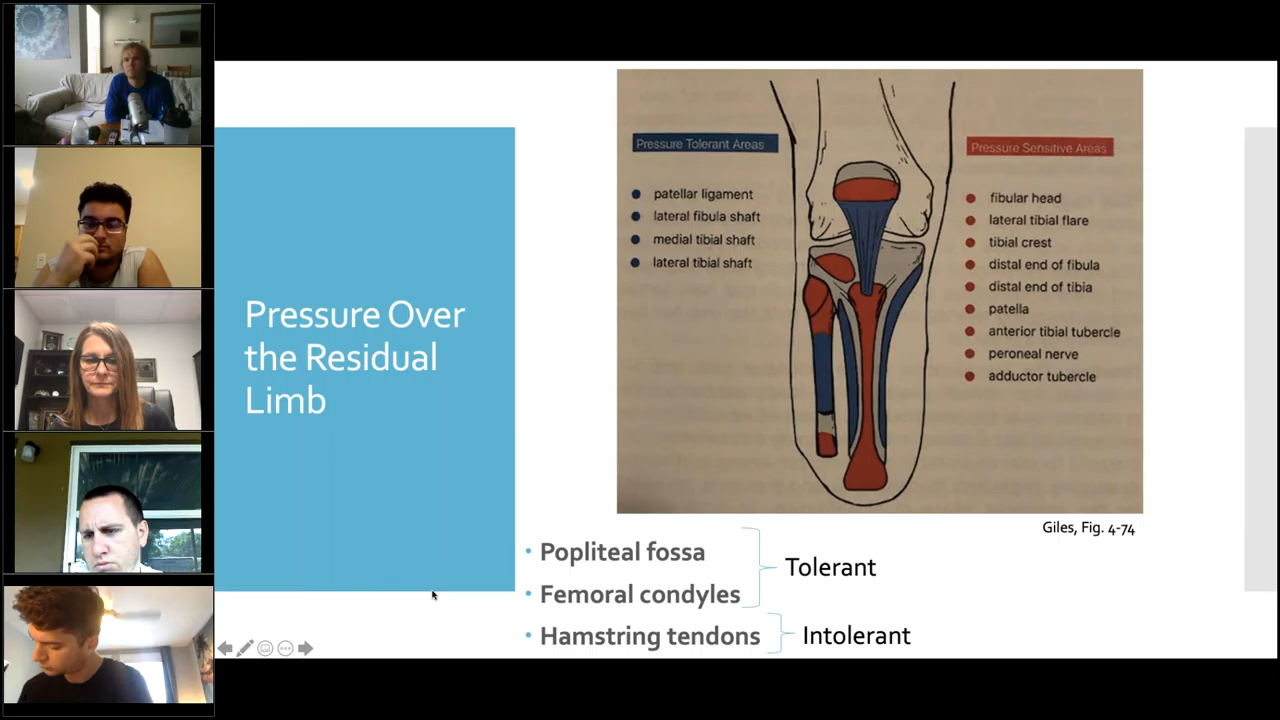 Pressure Over
the Residual
Limb
Pressure Tolerant Areas
patellar ligament
lateral fibula shaft
medial tibial shaft
lateral tibial shaft
Pressure Sensitive Areas
fibular head
lateral tibial flare
tibial crest
distal end of fibula
distal end of tibia
patella
anterior tibial tubercle
peroneal nerve
adductor tubercle
Giles, Fig. 4-74
• Popliteal fossa
• Femoral condyles
Tolerant
• Hamstring tendons
Intolerant